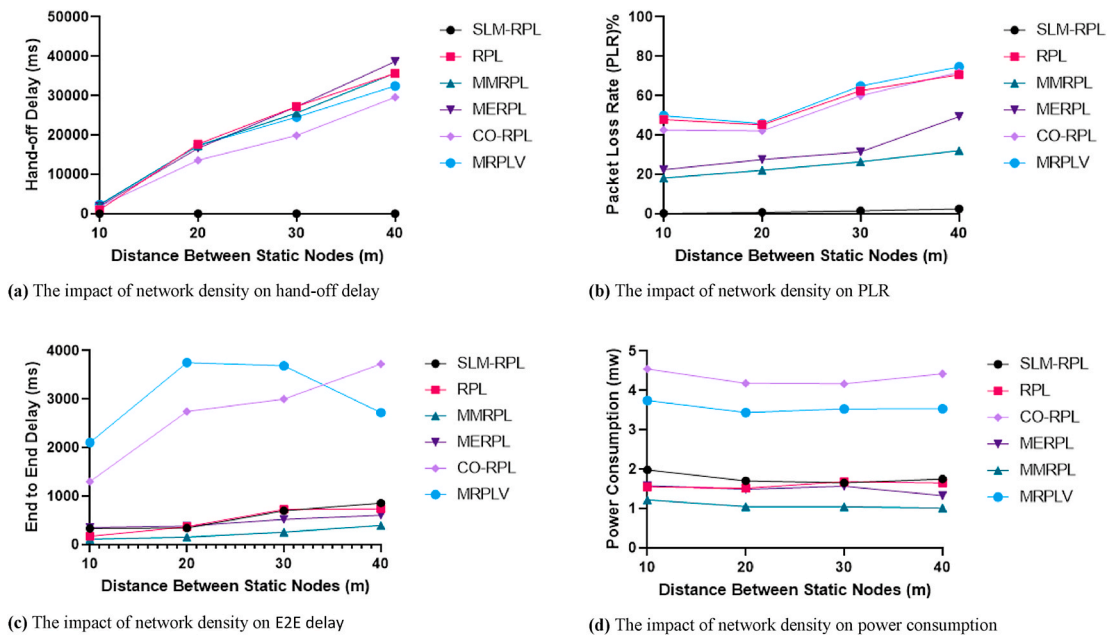 50000
40000
30000
20000
10000
0
Hand-off Delay (ms)
10 20 30 40
Distance Between Static Nodes (m)
SLM-RPL
RPL
MMRPL
MERPL
CO-RPL
MRPLV
(a) The impact of network density on hand-off delay
100
80
60
40
20
0
Packet Loss Rate (PLR)%
10 20 30 40
Distance Between Static Nodes (m)
SLM-RPL
RPL
MMRPL
MERPL
CO-RPL
MRPLV
(b) The impact of network density on PLR
4000
3000
2000
1000
0
End to End Delay (ms)
10 20 30 40
Distance Between Static Nodes (m)
SLM-RPL
RPL
MMRPL
MERPL
CO-RPL
MRPLV
(c) The impact of network density on E2E delay
5
4
3
2
1
0
Power Consumption (mw)
10 20 30 40
Distance Between Static Nodes (m)
SLM-RPL
RPL
CO-RPL
MERPL
MMRPL
MRPLV
(d) The impact of network density on power consumption